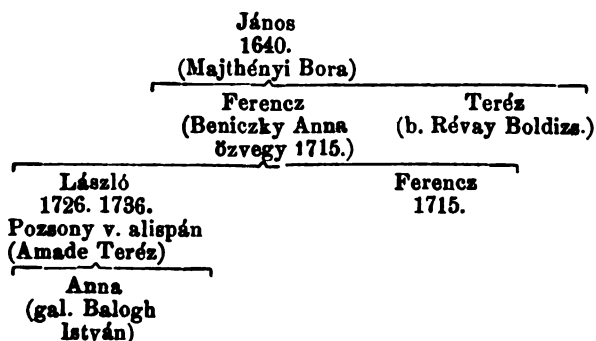 János
1640.
(Majthényi Bora)
Ferencz
(Beniczky Anna
özvegy 1715.)
Teréz
(b. Révay Boldizs.)
László
1726. 1736.
Pozsony v. alispán
(Amade Teréz)
Ferencz
1715.
Anna
(gal. Balogh
István)